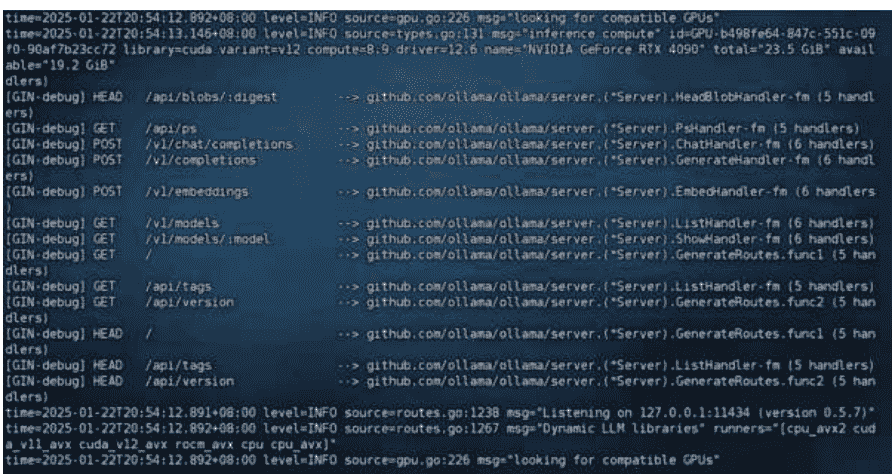 time=2025-01-22T20:54:12.892+08:00 level=INFO source=gpu.go:226 msg="looking for compatible GPUs"
time=2025-01-22T20:54:13.146+08:00 level=INFO source=types.go:131 msg="inference compute" id=GPU-b498fe64-847c-551c-09
f0-90af7b23cc72 library=cuda variant=v12 compute=8.9 driver=12.6 name="NVIDIA GeForce RTX 4090" total="23.5 GiB" avail
able="19.2 GiB"
dlers)
[GIN-debug] HEAD /api/blobs/:digest --> github.com/ollama/ollama/server.(*Server).HeadBlobHandler-fm (5 handl
ers)
[GIN-debug] GET /api/ps --> github.com/ollama/ollama/server.(*Server).PsHandler-fm (5 handlers)
[GIN-debug] POST /v1/chat/completions --> github.com/ollama/ollama/server.(*Server).ChatHandler-fm (6 handlers)
[GIN-debug] POST /v1/completions --> github.com/ollama/ollama/server.(*Server).GenerateHandler-fm (6 handl
ers)
[GIN-debug] POST /v1/embeddings --> github.com/ollama/ollama/server.(*Server).EmbedHandler-fm (6 handlers
)
[GIN-debug] GET /v1/models --> github.com/ollama/ollama/server.(*Server).ListHandler-fm (6 handlers)
[GIN-debug] GET /v1/models/:model --> github.com/ollama/ollama/server.(*Server).ShowHandler-fm (6 handlers)
[GIN-debug] GET / --> github.com/ollama/ollama/server.(*Server).GenerateRoutes.func1 (5 han
dlers)
[GIN-debug] GET /api/tags --> github.com/ollama/ollama/server.(*Server).ListHandler-fm (5 handlers)
[GIN-debug] GET /api/version --> github.com/ollama/ollama/server.(*Server).GenerateRoutes.func2 (5 han
dlers)
[GIN-debug] HEAD / --> github.com/ollama/ollama/server.(*Server).GenerateRoutes.func1 (5 han
dlers)
[GIN-debug] HEAD /api/tags --> github.com/ollama/ollama/server.(*Server).ListHandler-fm (5 handlers)
[GIN-debug] HEAD /api/version --> github.com/ollama/ollama/server.(*Server).GenerateRoutes.func2 (5 han
dlers)
time=2025-01-22T20:54:12.891+08:00 level=INFO source=routes.go:1238 msg="Listening on 127.0.0.1:11434 (version 0.5.7)"
time=2025-01-22T20:54:12.892+08:00 level=INFO source=routes.go:1267 msg="Dynamic LLM libraries" runners="[cpu_avx2 cud
a_v11_avx cuda_v12_avx rocm_avx cpu cpu_avx]"
time=2025-01-22T20:54:12.892+08:00 level=INFO source=gpu.go:226 msg="looking for compatible GPUs"